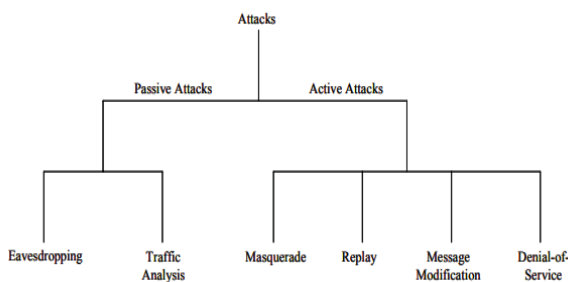 Attacks
Passive Attacks
Active Attacks
Eavesdropping
Traffic
Analysis
Masquerade
Replay
Message
Modification
Denial-of-
Service